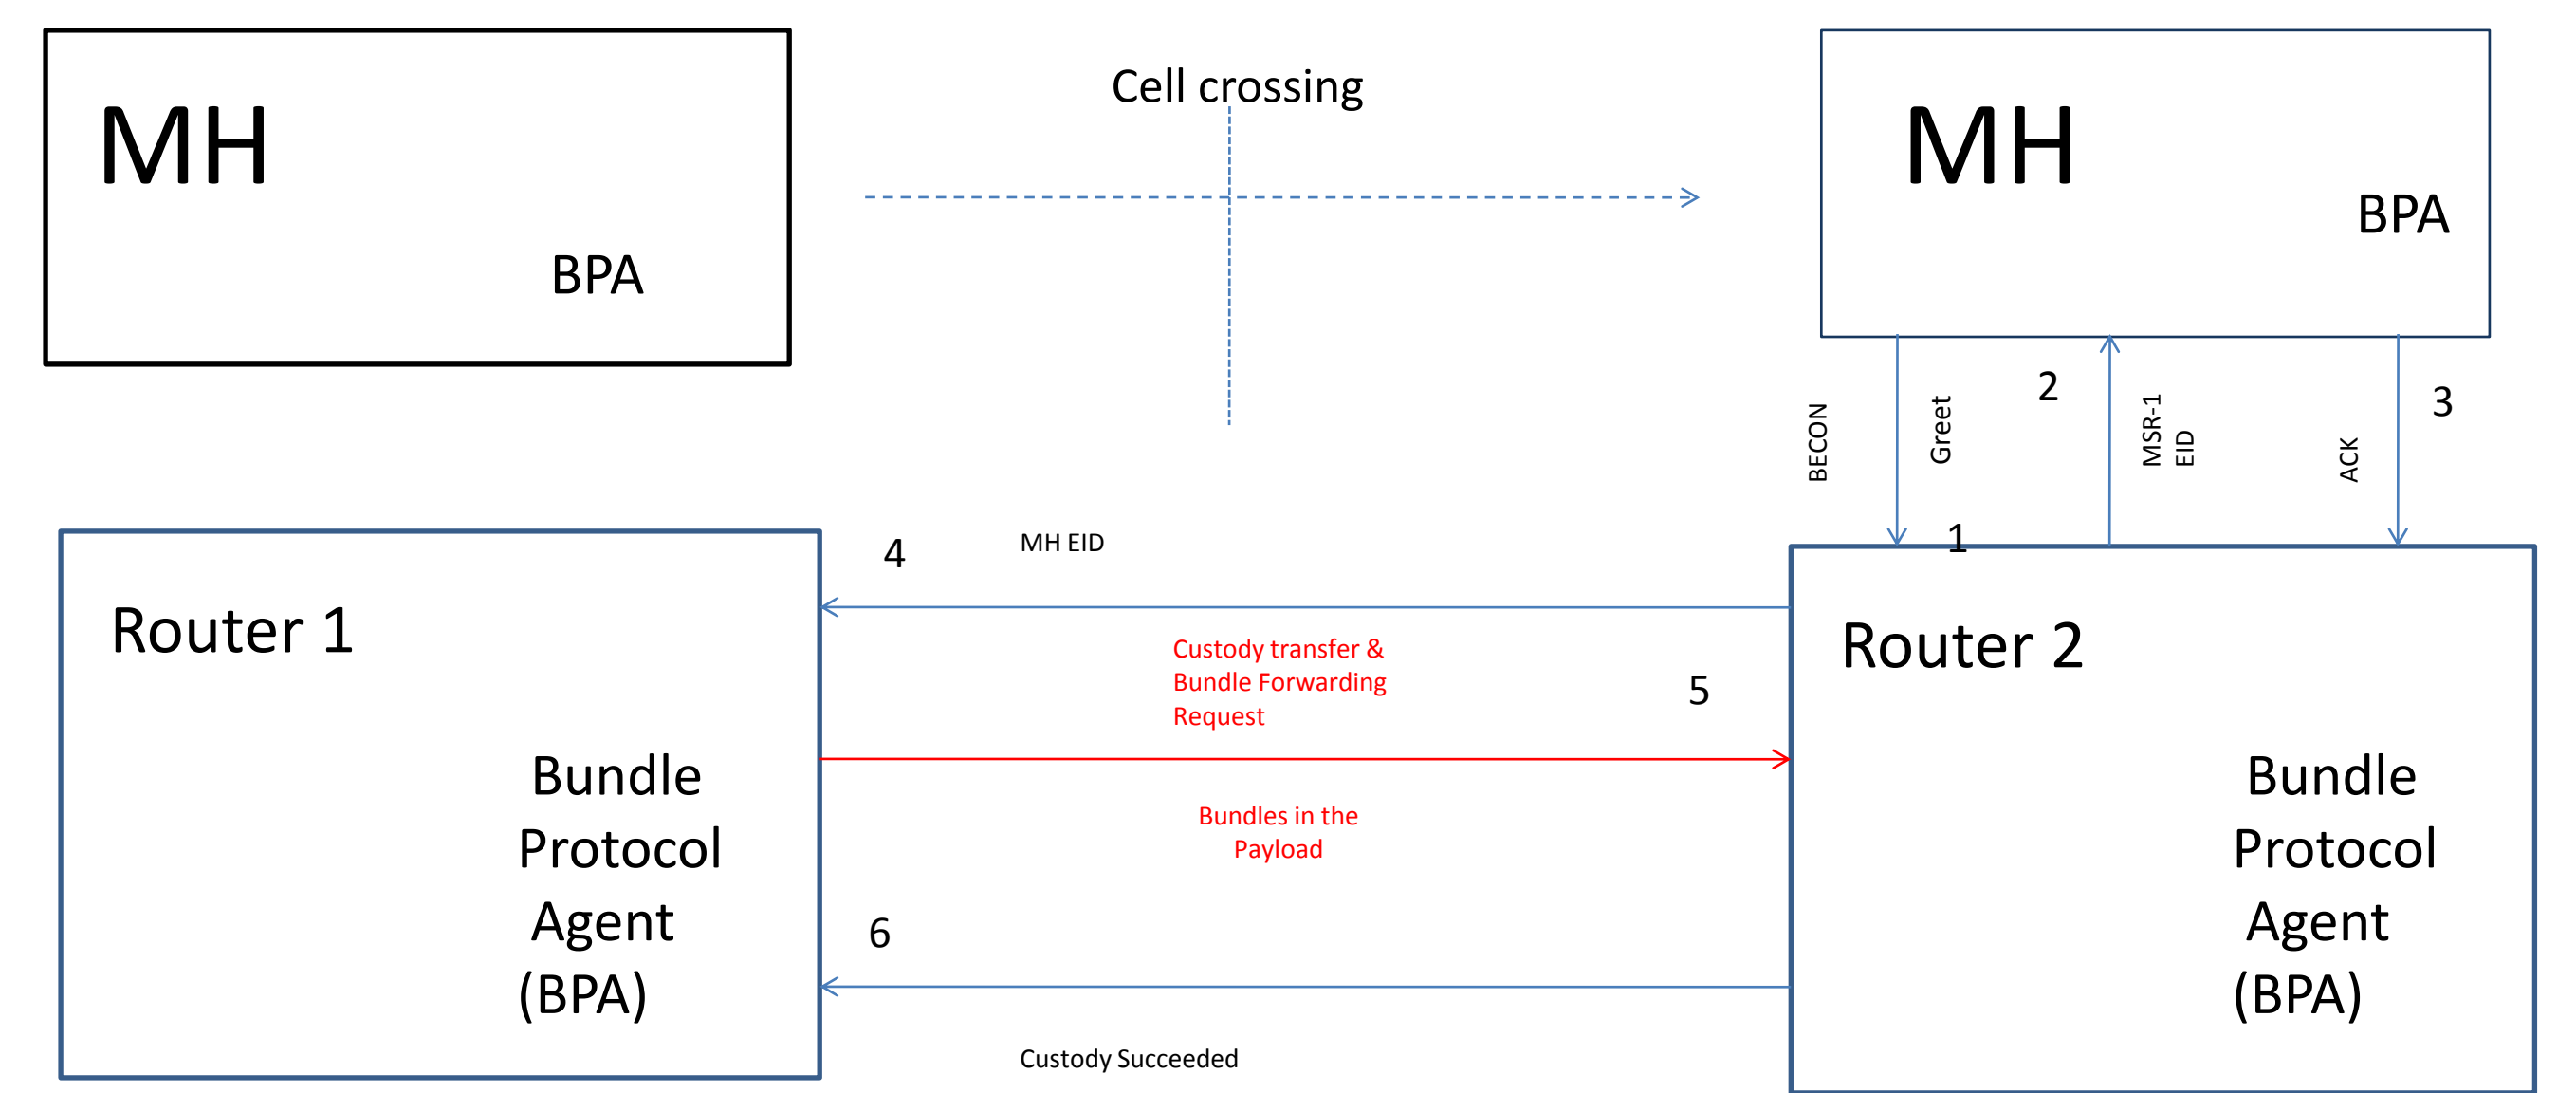 MH
BPA
Cell crossing
MH
BPA
BECON
Greet
1
2
MSR-1
EID
ACK
3
Router 1
Bundle
Protocol
Agent
(BPA)
4
MH EID
Custody transfer &
Bundle Forwarding
Request
5
Bundles in the
Payload
6
Custody Succeeded
Router 2
Bundle
Protocol
Agent
(BPA)